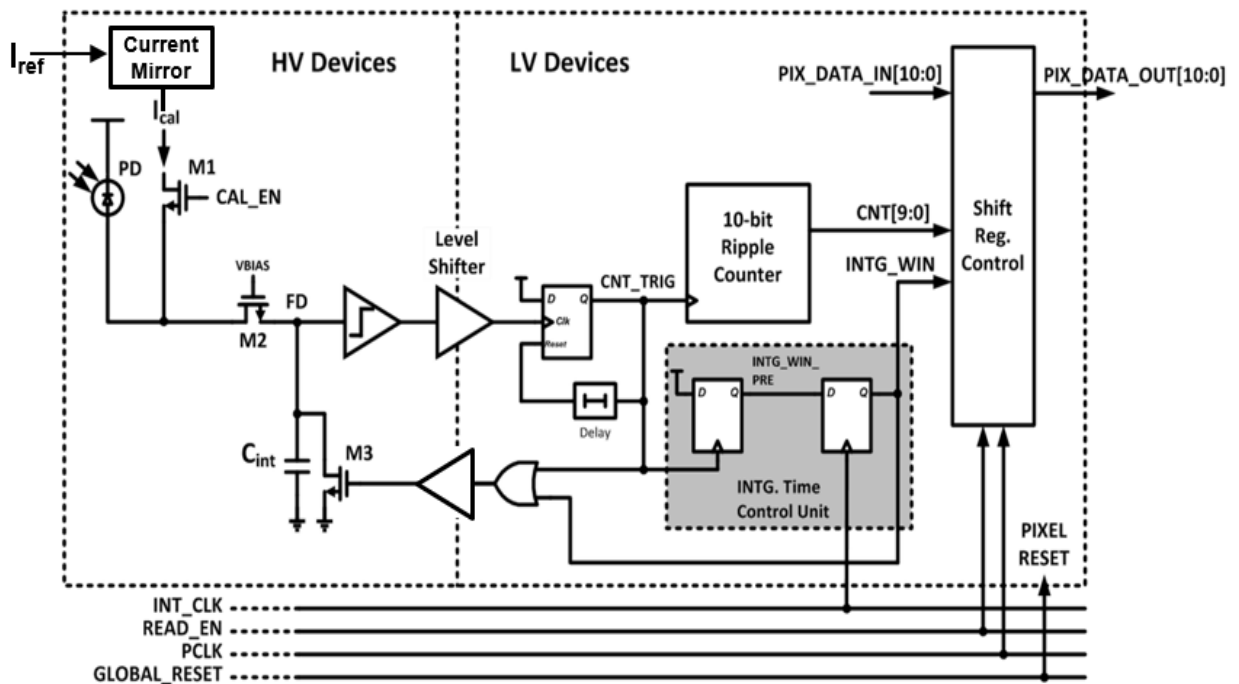 Current
Mirror
I_ref
HV Devices
LV Devices
PIX_DATA_IN[10:0]
PIX_DATA_OUT[10:0]
I_cal
PD
M1
CAL_EN
Level
Shifter
10-bit
Ripple
Counter
CNT[9:0]
Shift
Reg.
Control
INTG_WIN
VBIAS
FD
M2
CNT_TRIG
D
Q
Clk
Reset
Delay
INTG_WIN_
PRE
D
Q
D
Q
C_int
M3
INTG. Time
Control Unit
PIXEL
RESET
INT_CLK
READ_EN
PCLK
GLOBAL_RESET